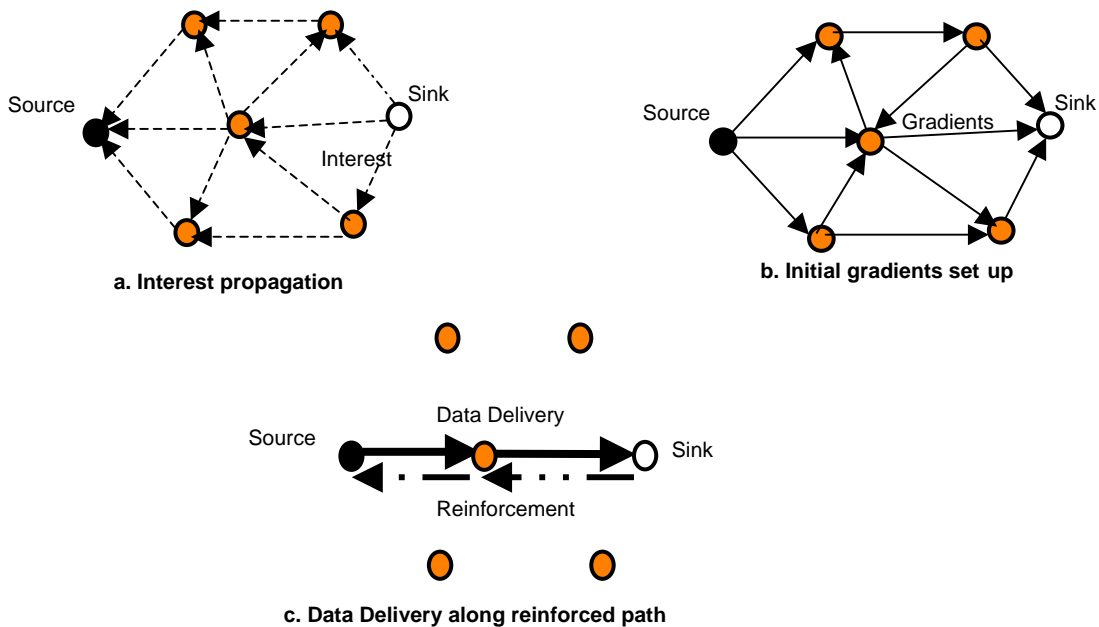 Source
Sink
Interest
a. Interest propagation
Source
Sink
Gradients
b. Initial gradients set up
Data Delivery
Source
Sink
Reinforcement
c. Data Delivery along reinforced path